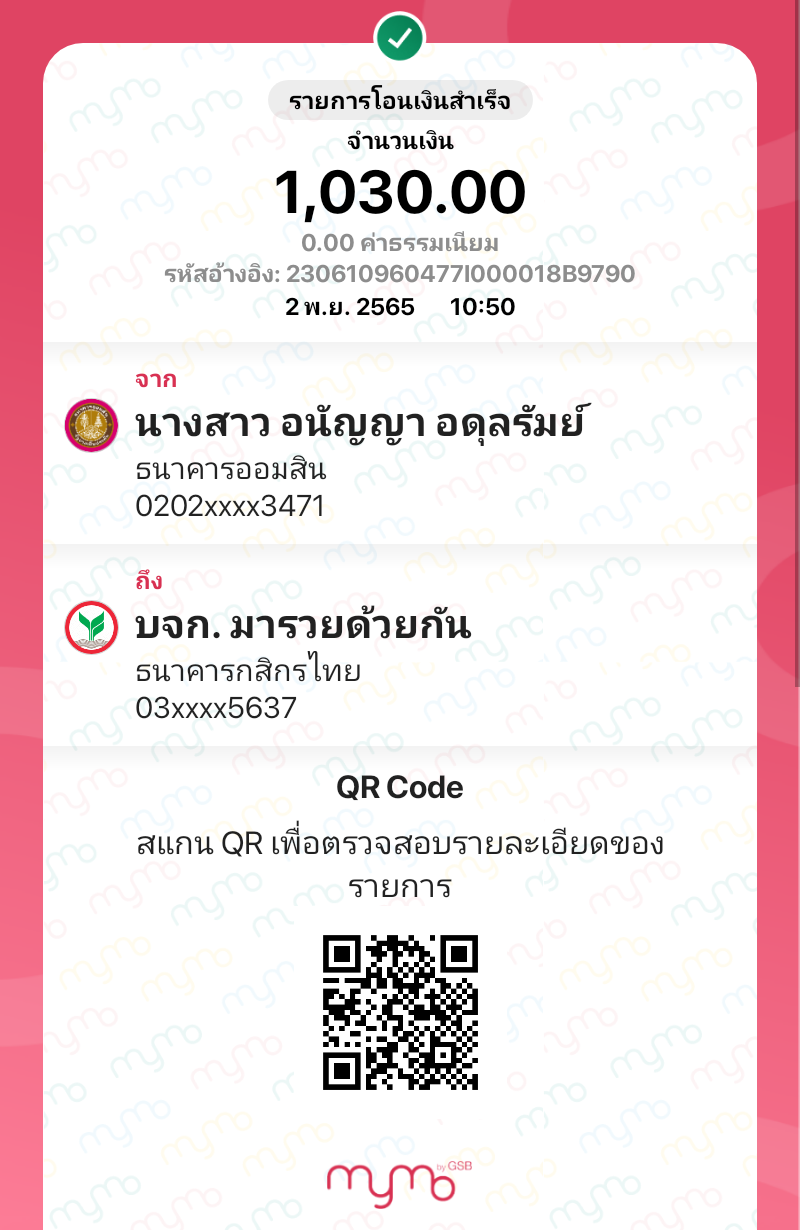 รายการโอนเงินสำเร็จ
จำนวนเงิน
1,030.00
0.00 ค่าธรรมเนียม
รหัสอ้างอิง: 230610960477I000018B9790
2 พ.ย. 2565 10:50
จาก
นางสาว อนัญญา อดุลรัมย์
ธนาคารออมสิน
0202xxxx3471
ถึง
บจก. มารวยด้วยกัน
ธนาคารกสิกรไทย
03xxxx5637
QR Code
สแกน QR เพื่อตรวจสอบรายละเอียดของ
รายการ
mymo by GSB